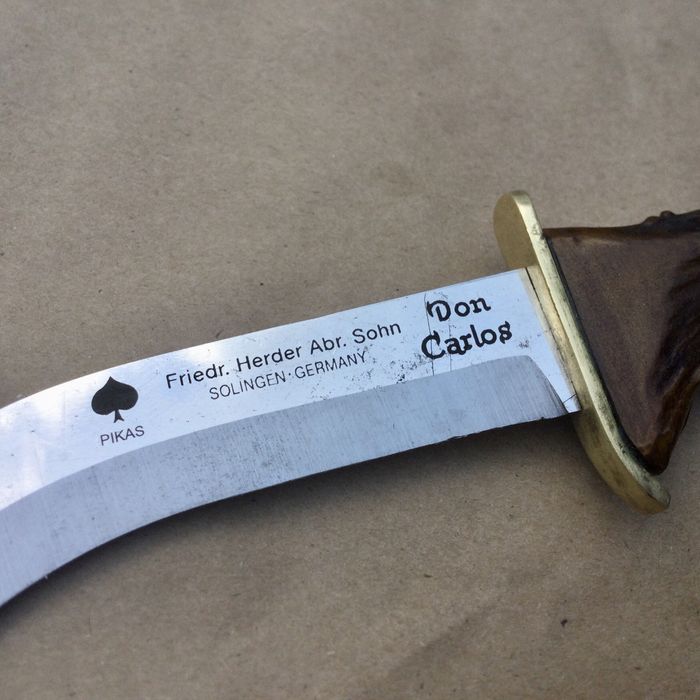 Friedr. Herder Abr. Sohn
SOLINGEN·GERMANY
PIKAS
Don
Carlos